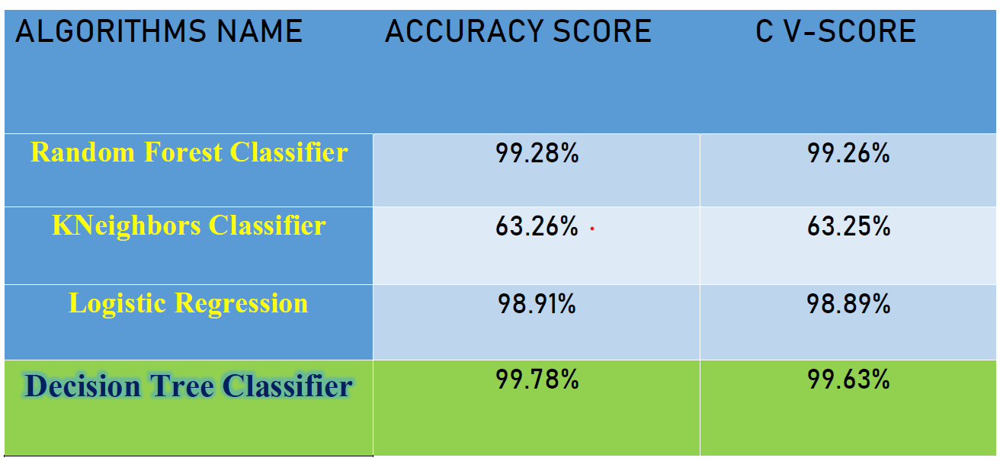 ALGORITHMS NAME ACCURACY SCORE C V-SCORE
Random Forest Classifier 99.28% 99.26%
KNeighbors Classifier 63.26% 63.25%
Logistic Regression 98.91% 98.89%
Decision Tree Classifier 99.78% 99.63%